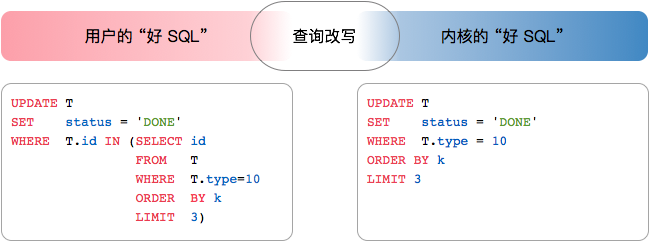 用户的 “好 SQL”
查询改写
内核的 “好 SQL”
UPDATE T
SET status = 'DONE'
WHERE T.id IN (SELECT id
FROM T
WHERE T.type=10
ORDER BY k
LIMIT 3)
UPDATE T
SET status = 'DONE'
WHERE T.type = 10
ORDER BY k
LIMIT 3